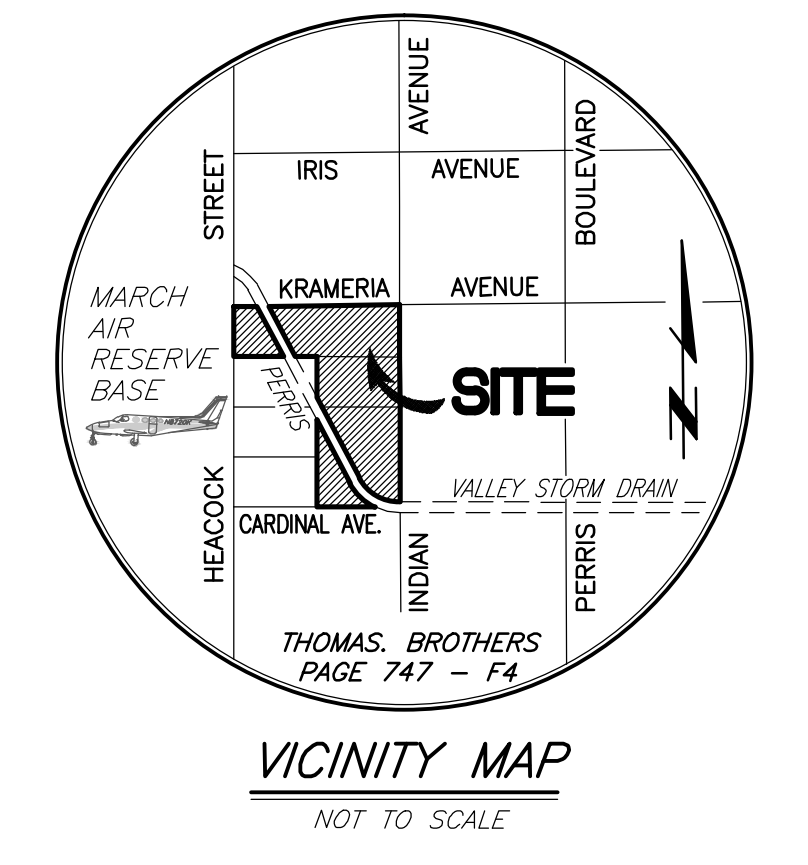 AVENUE
IRIS AVENUE
STREET
BOULEVARD
KRAMERIA AVENUE
MARCH
AIR
RESERVE
BASE
SITE
PERRIS
VALLEY STORM DRAIN
HEACOCK
CARDINAL AVE.
INDIAN
PERRIS
THOMAS. BROTHERS
PAGE 747 - F4
VICINITY MAP
NOT TO SCALE